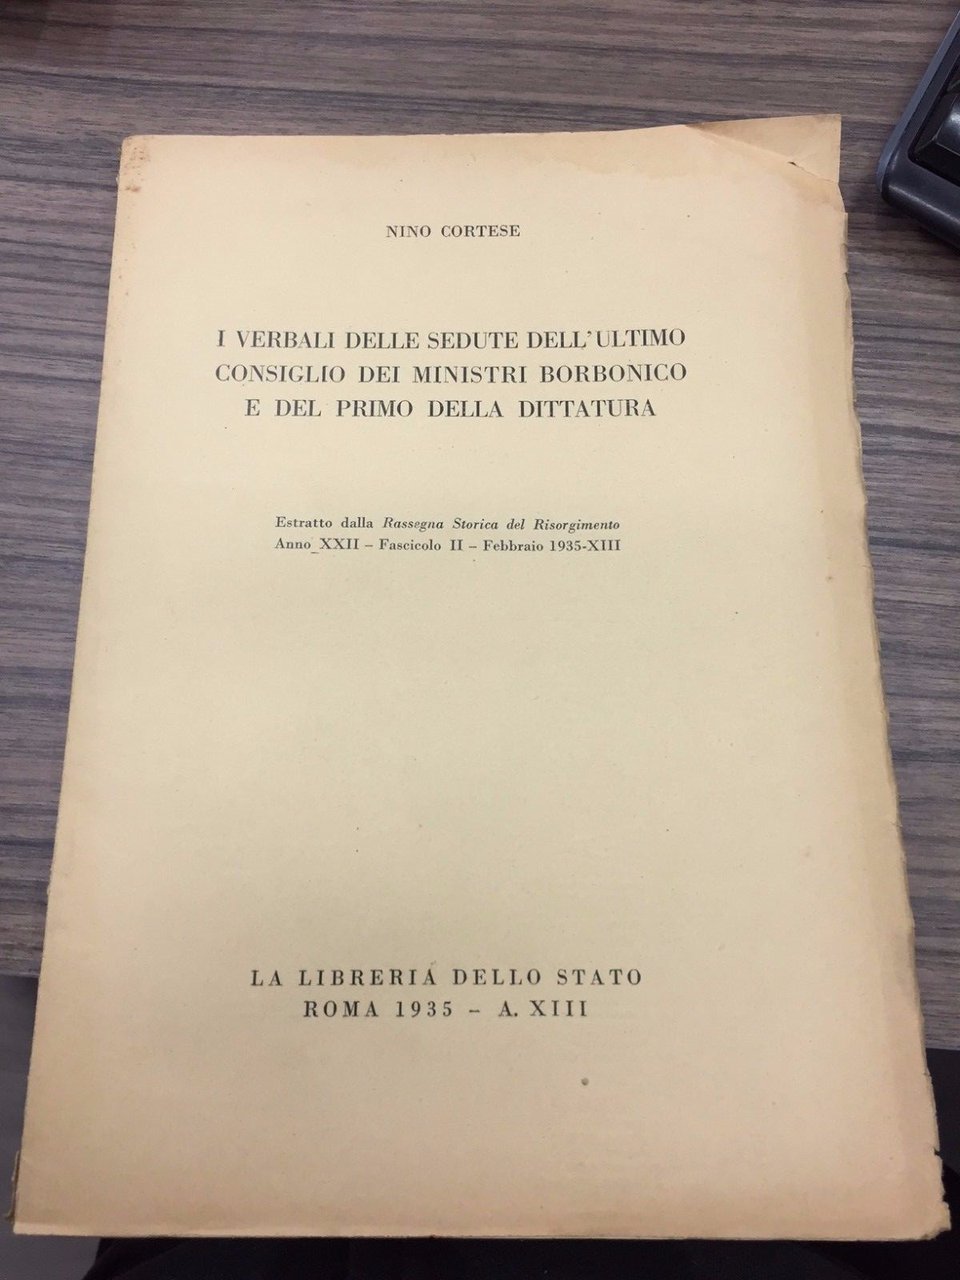 NINO CORTESE
I VERBALI DELLE SEDUTE DELL'ULTIMO
CONSIGLIO DEI MINISTRI BORBONICO
E DEL PRIMO DELLA DITTATURA
Estratto dalla Rassegna Storica del Risorgimento
Anno XXII – Fascicolo II – Febbraio 1935-XIII
LA LIBRERIA DELLO STATO
ROMA 1935 – A. XIII